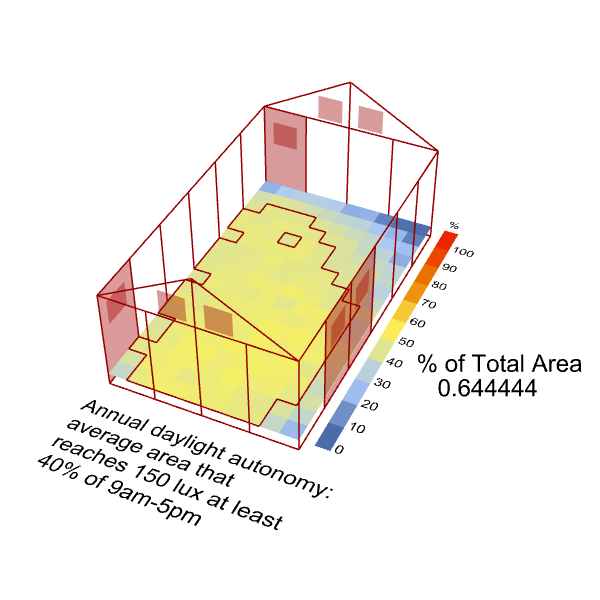 %
100
90
80
70
60
50
40
30
20
10
0
% of Total Area
0.644444
Annual daylight autonomy:
average area that
reaches 150 lux at least
40% of 9am-5pm